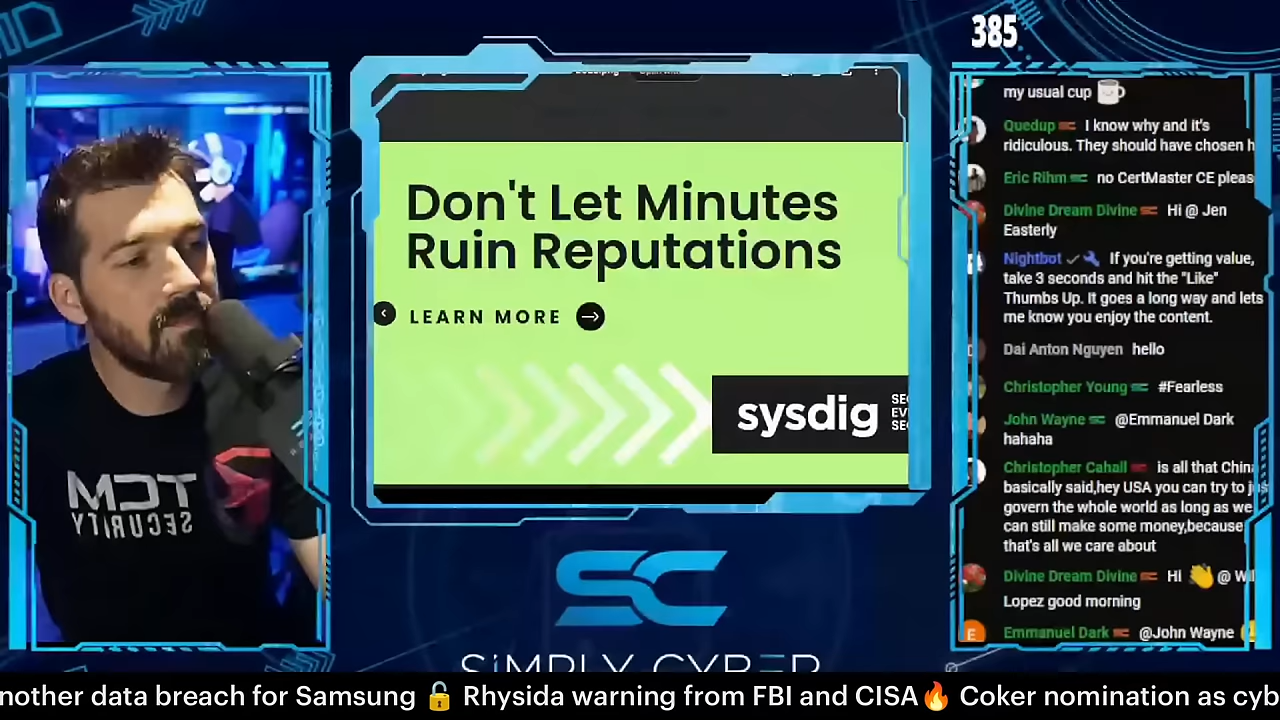 385
Don't Let Minutes
Ruin Reputations
LEARN MORE
sysdig
TCM
SECURITY
SC
SIMPLY CYBER
my usual cup
Quedup I know why and it's
ridiculous. They should have chosen
Eric Rihm no CertMaster CE
Divine Dream Divine Hi @ Jen
Easterly
Nightbot If you're getting value,
take 3 seconds and hit the "Like"
Thumbs Up. It goes a long way and lets
me know you enjoy the content.
Dai Anton Nguyen hello
Christopher Young #Fearless
John Wayne @Emmanuel Dark
hahaha
Christopher Cahall is all that China
basically said,hey USA you can try to
govern the whole world as long as we
can still make some money,because
that's all we care about
Divine Dream Divine Hi @
Lopez good morning
Emmanuel Dark @John Wayne
nother data breach for Samsung 🔓 Rhysida warning from FBI and CISA🔥 Coker nomination as cyb